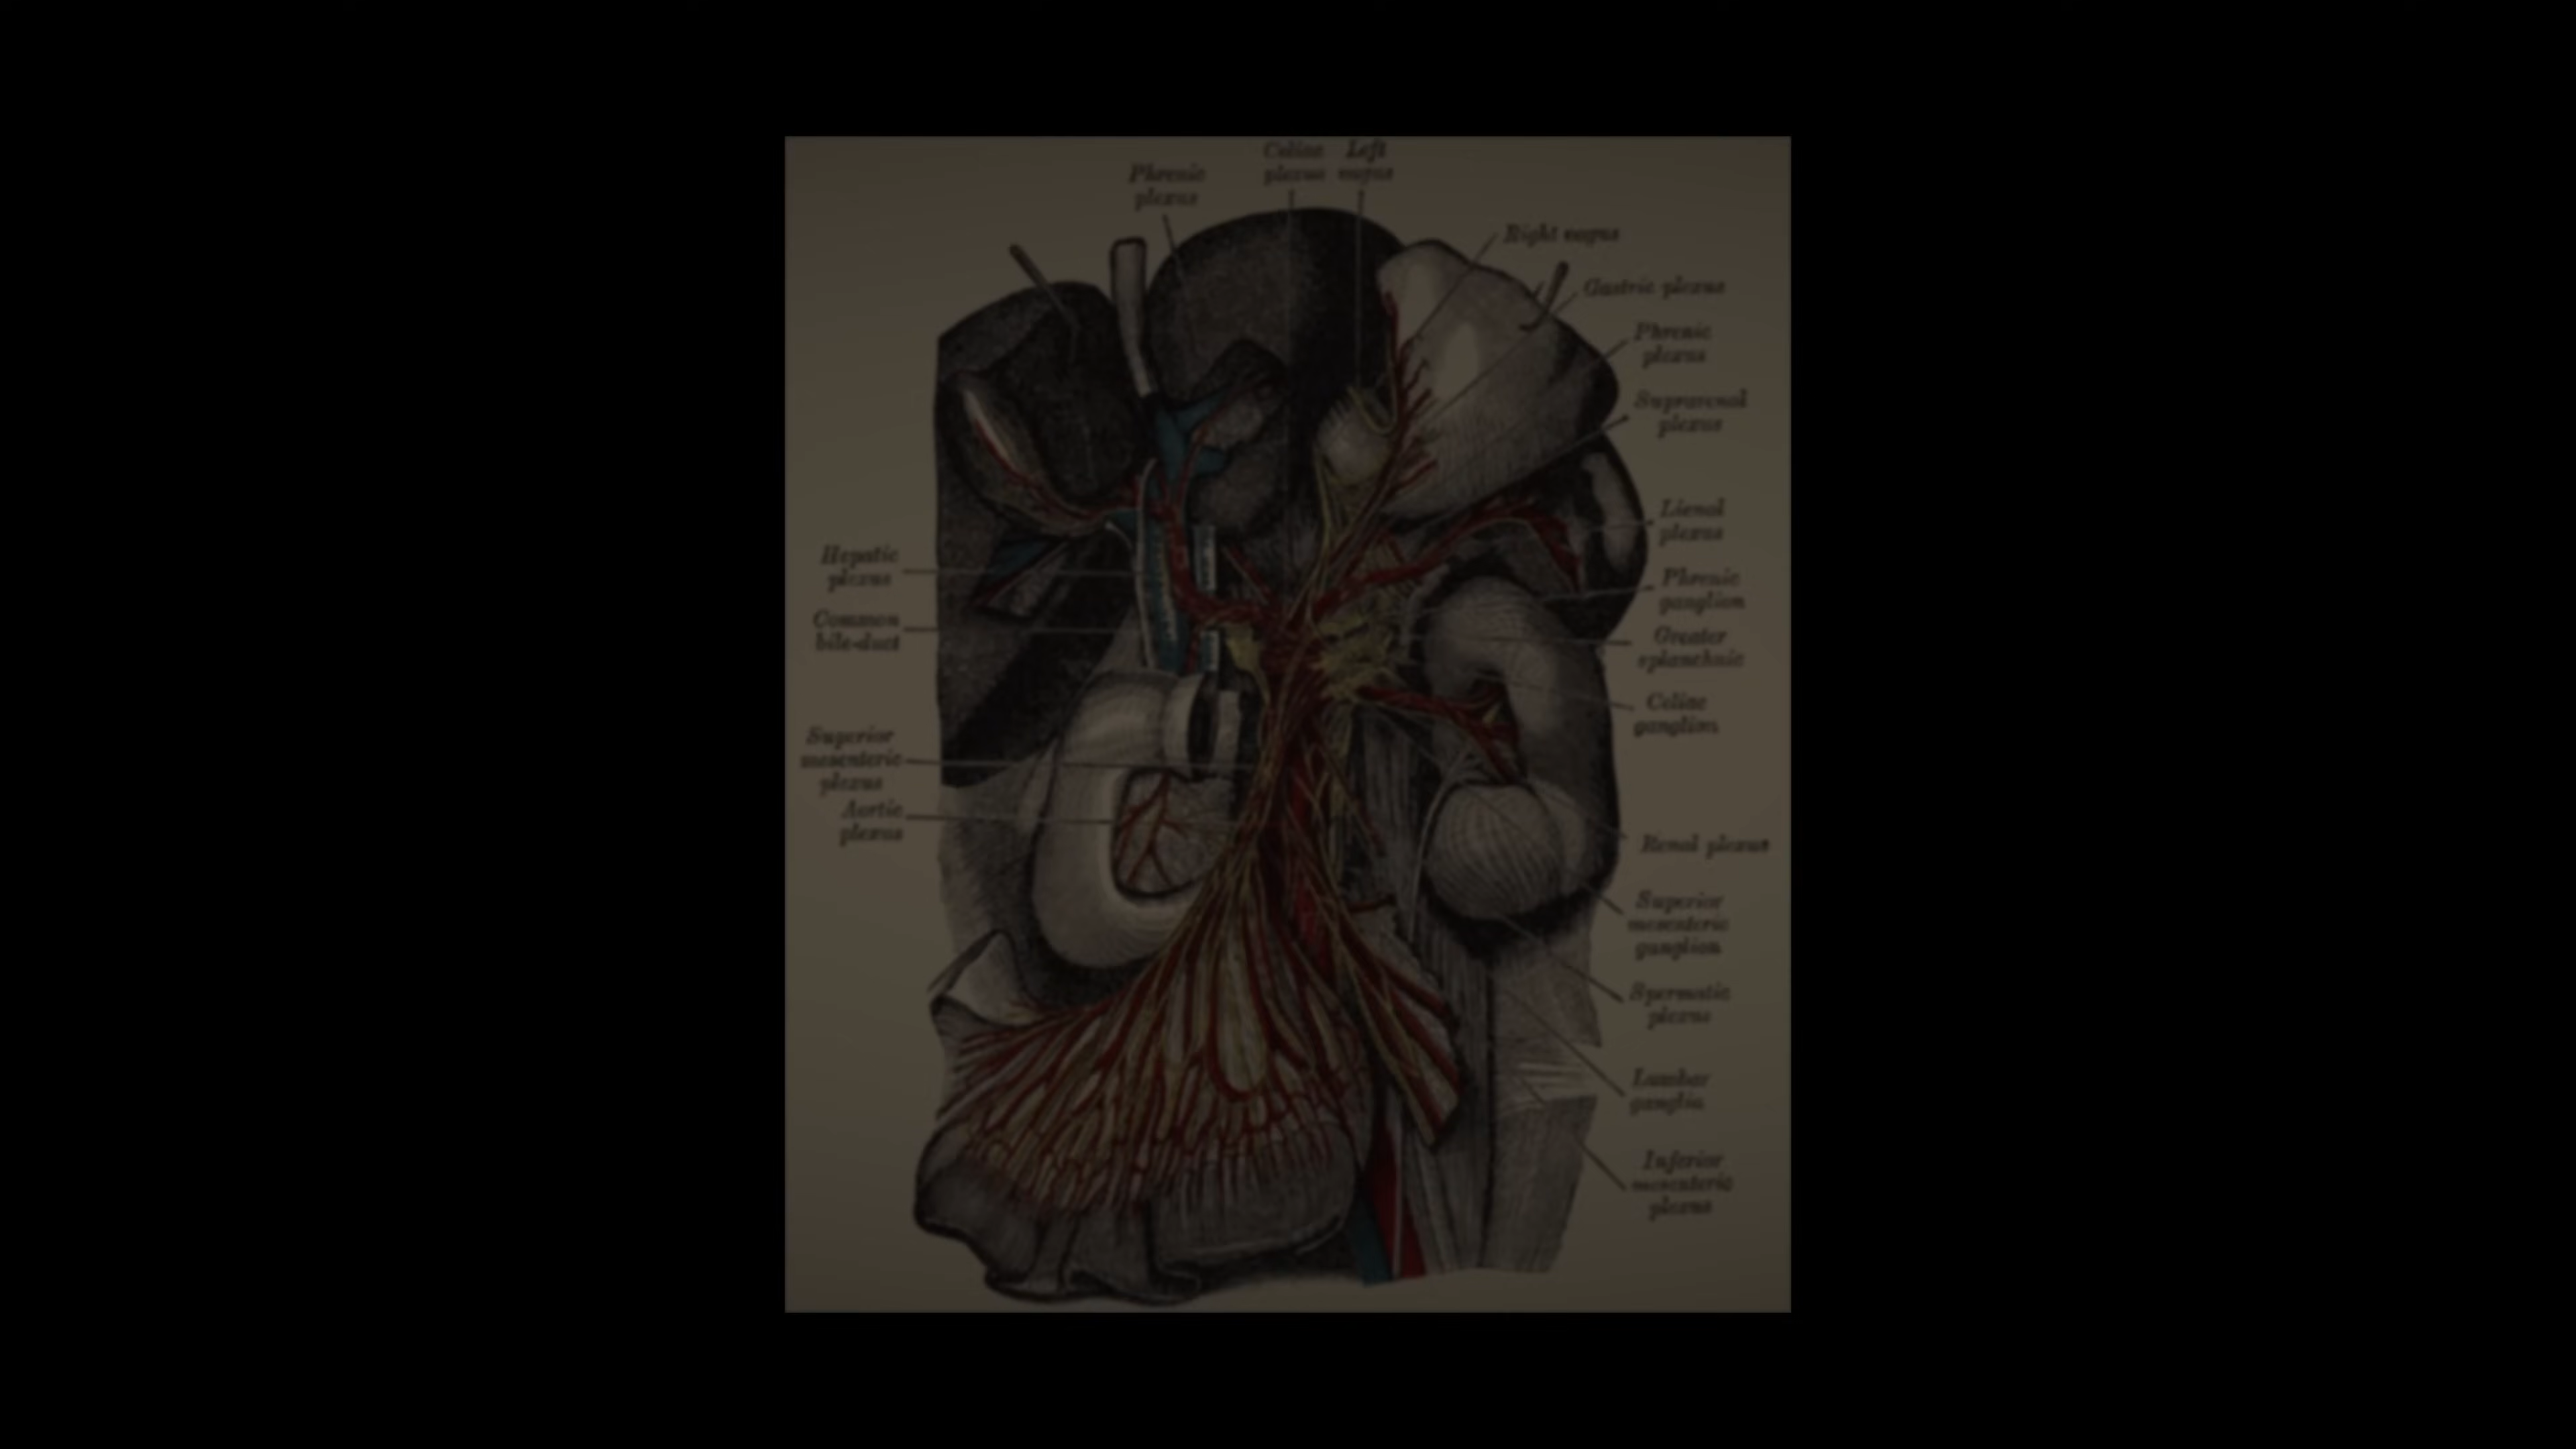 Celiac
plexus
Left
vagus
Phrenic
plexus
Right vagus
Gastric plexus
Phrenic
plexus
Suprarenal
plexus
Lienal
plexus
Hepatic
plexus
Phrenic
ganglion
Common
bile-duct
Greater
splanchnic
Celiac
ganglion
Superior
mesenteric
plexus
Aortic
plexus
Renal plexus
Superior
mesenteric
ganglion
Spermatic
plexus
Lumbar
ganglia
Inferior
mesenteric
plexus